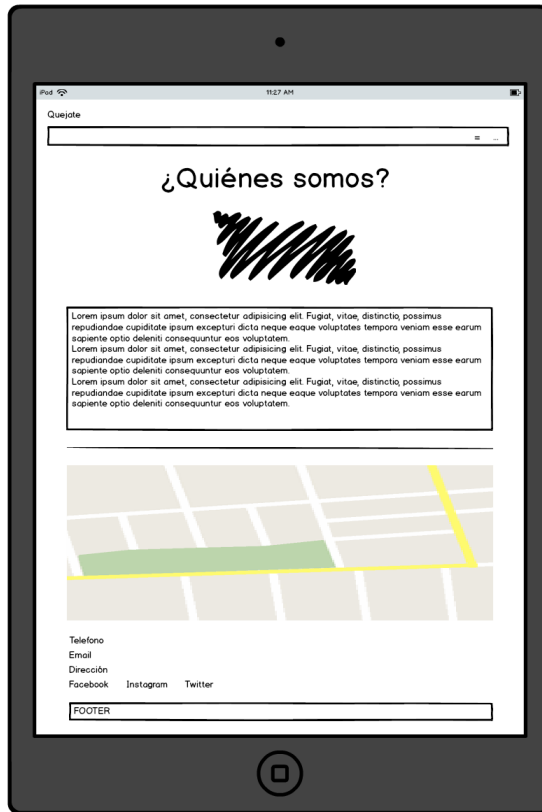 iPad 11:27 AM
Quejate
= ...
¿Quiénes somos?
Lorem ipsum dolor sit amet, consectetur adipisicing elit. Fugiat, vitae, distinctio, possimus
repudiandae cupiditate ipsum excepturi dicta neque eaque voluptates tempora veniam esse earum
sapiente optio deleniti consequuntur eos voluptatem.
Lorem ipsum dolor sit amet, consectetur adipisicing elit. Fugiat, vitae, distinctio, possimus
repudiandae cupiditate ipsum excepturi dicta neque eaque voluptates tempora veniam esse earum
sapiente optio deleniti consequuntur eos voluptatem.
Lorem ipsum dolor sit amet, consectetur adipisicing elit. Fugiat, vitae, distinctio, possimus
repudiandae cupiditate ipsum excepturi dicta neque eaque voluptates tempora veniam esse earum
sapiente optio deleniti consequuntur eos voluptatem.
Telefono
Email
Dirección
Facebook Instagram Twitter
FOOTER